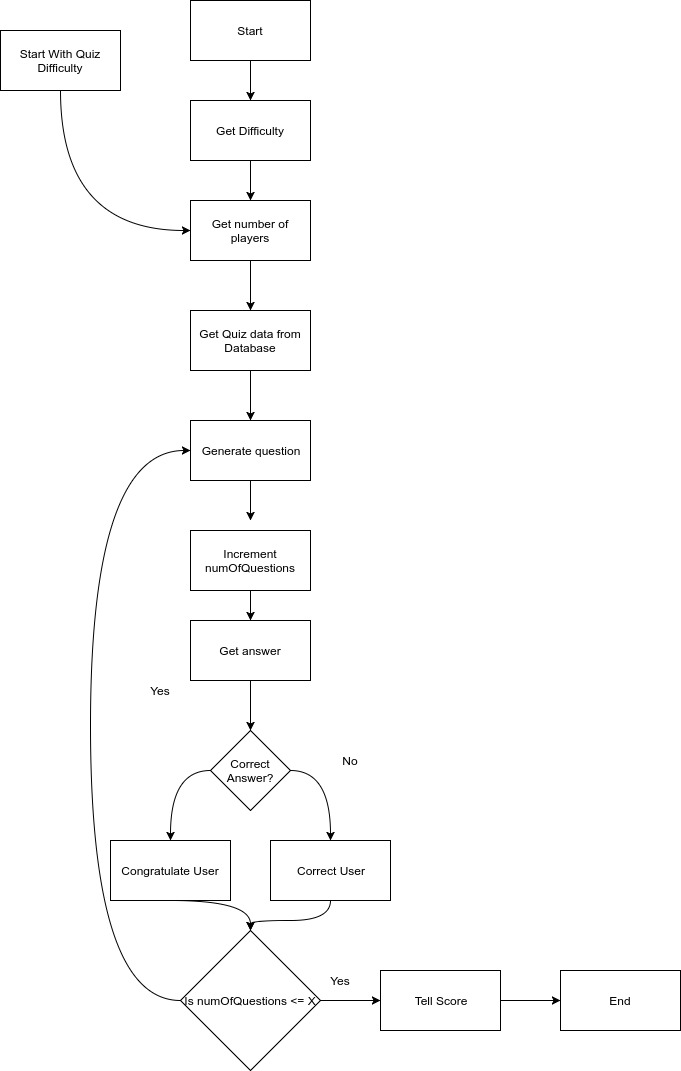 Start
Start With Quiz
Difficulty
Get Difficulty
Get number of
players
Get Quiz data from
Database
Generate question
Increment
numOfQuestions
Get answer
Yes
Correct
Answer?
No
Congratulate User
Correct User
Is numOfQuestions <= X
Yes
Tell Score
End